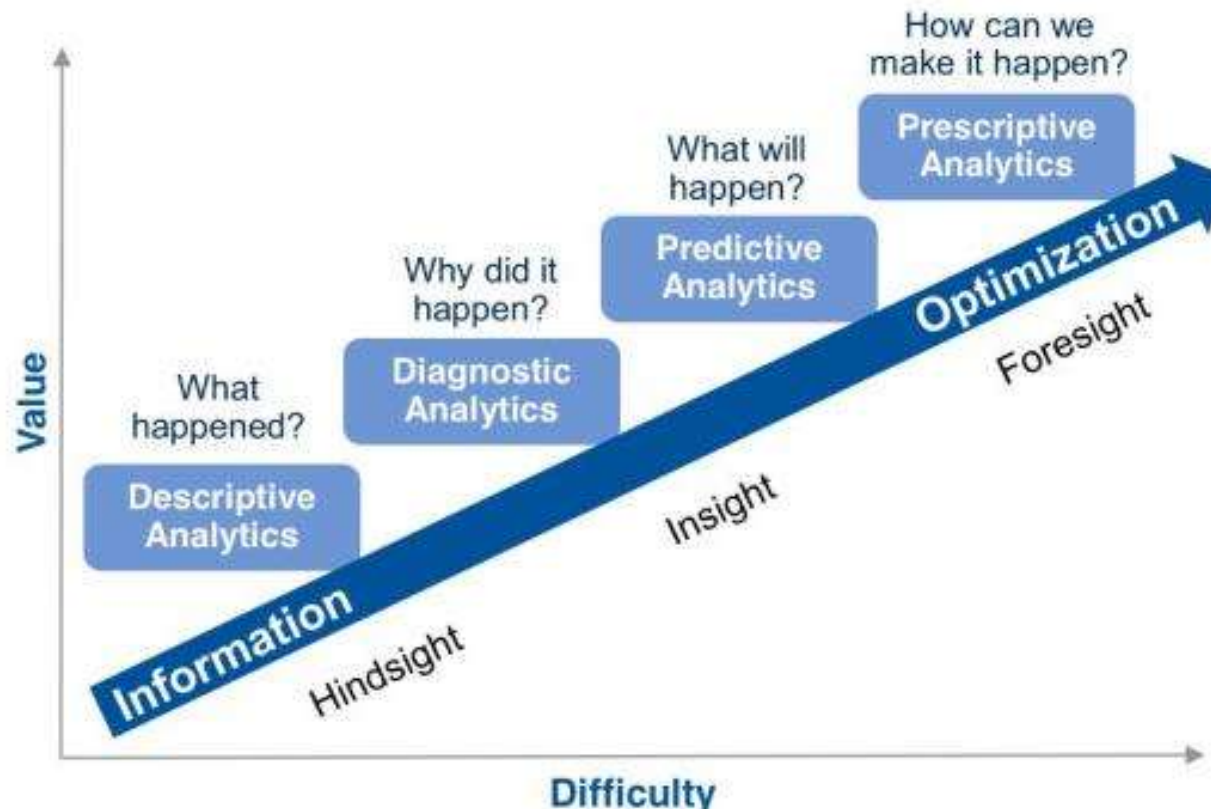 How can we
make it happen?
Prescriptive
Analytics
What will
happen?
Predictive
Analytics
Why did it
happen?
Diagnostic
Analytics
What
happened?
Descriptive
Analytics
Value
Information
Optimization
Hindsight
Insight
Foresight
Difficulty